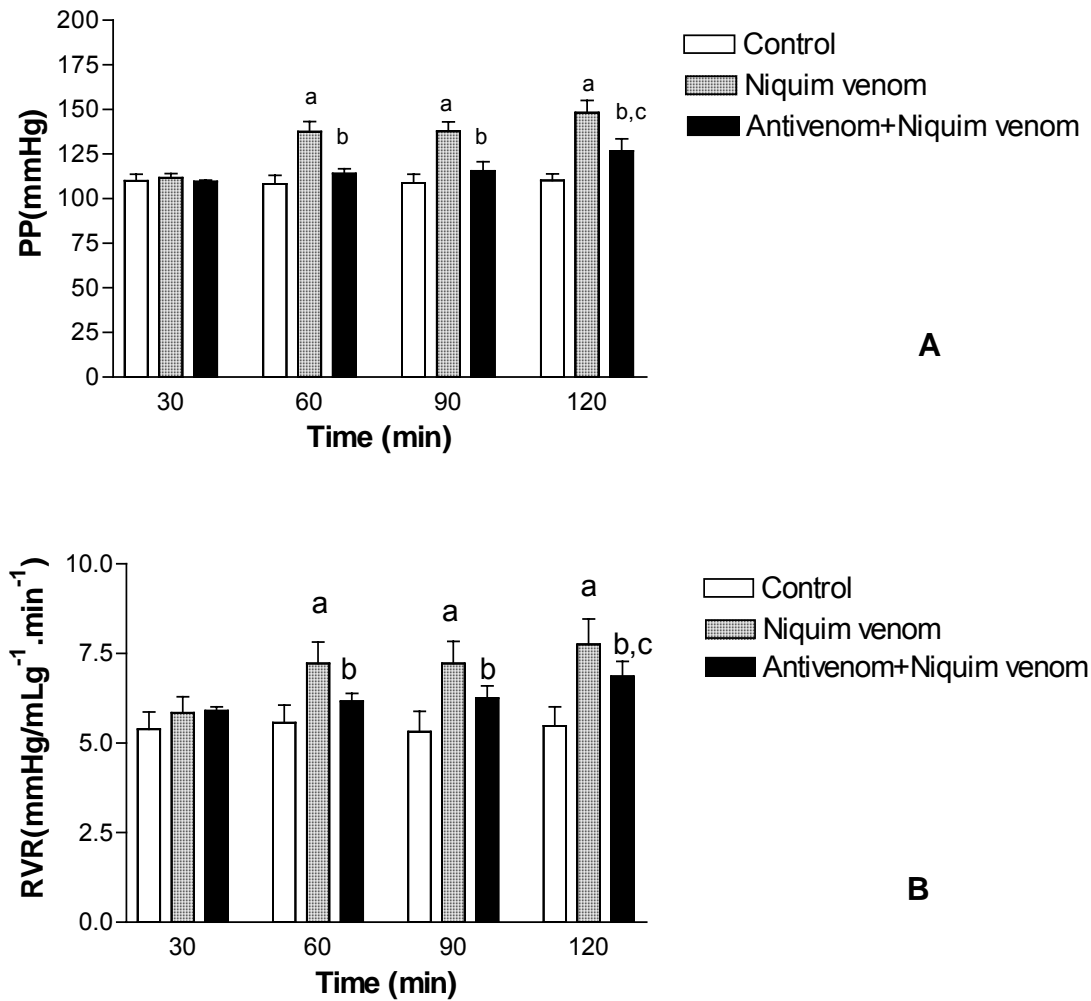 200
175
150
125
100
75
50
25
0
PP(mmHg)
a
b
a
b
a
b,c
30 60 90 120
Time (min)
Control
Niquim venom
Antivenom+Niquim venom
A
10.0
7.5
5.0
2.5
0.0
RVR(mmHg/mLg⁻¹.min⁻¹)
a
b
a
b
a
b,c
30 60 90 120
Time (min)
Control
Niquim venom
Antivenom+Niquim venom
B